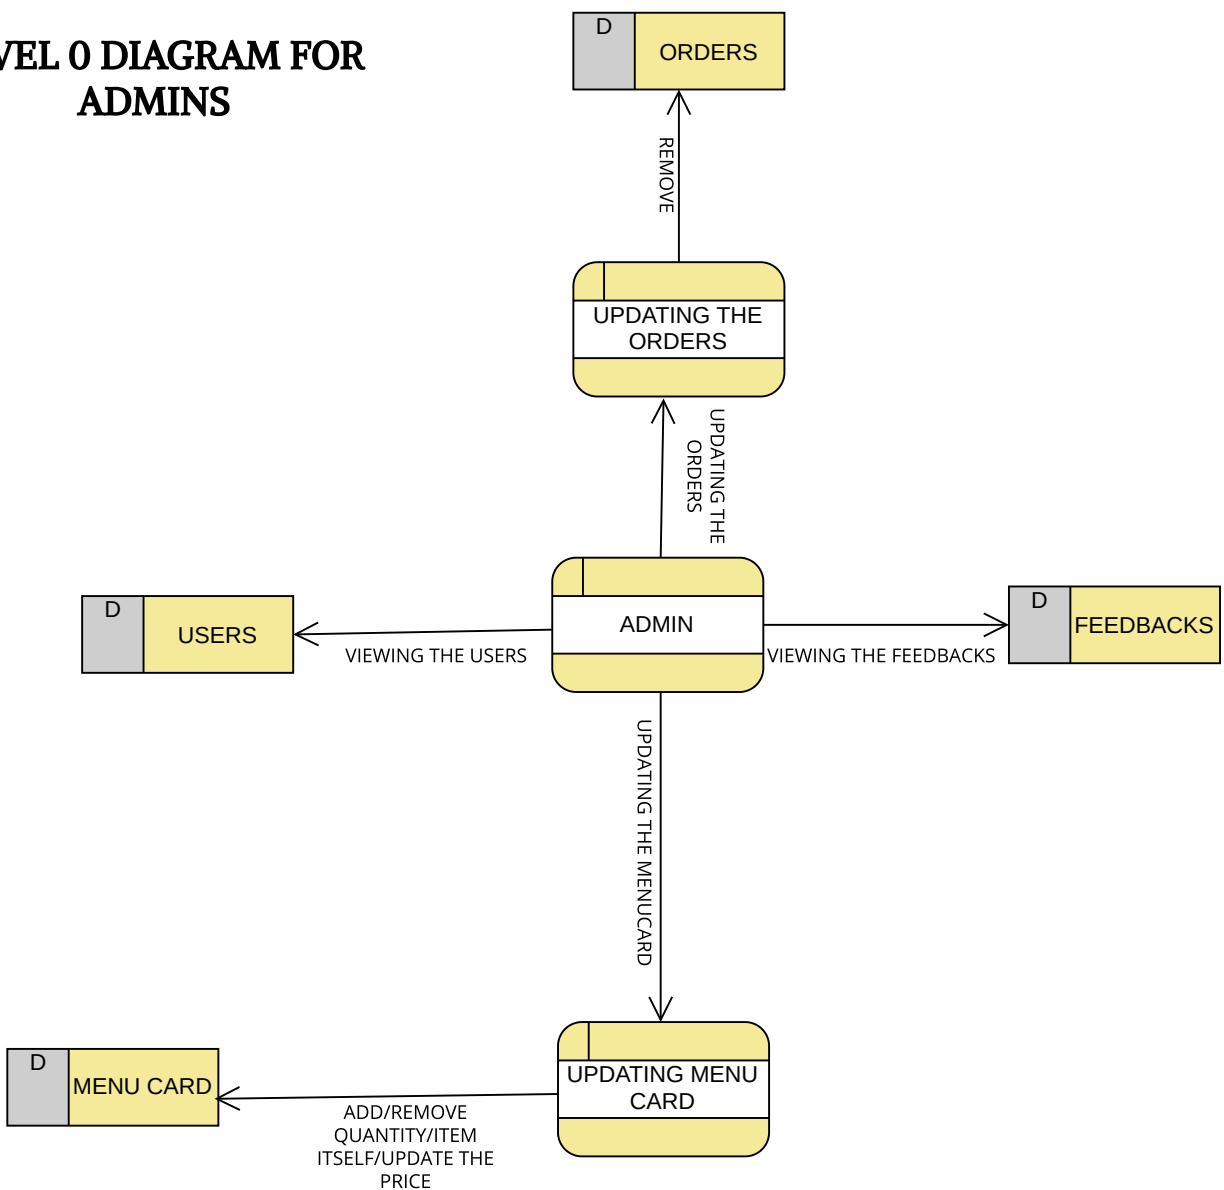 VEL 0 DIAGRAM FOR
ADMINS
D
ORDERS
REMOVE
UPDATING THE
ORDERS
UPDATING THE
ORDERS
D
USERS
VIEWING THE USERS
ADMIN
VIEWING THE FEEDBACKS
D
FEEDBACKS
UPDATING THE MENUCARD
D
MENU CARD
ADD/REMOVE
QUANTITY/ITEM
ITSELF/UPDATE THE
PRICE
UPDATING MENU
CARD